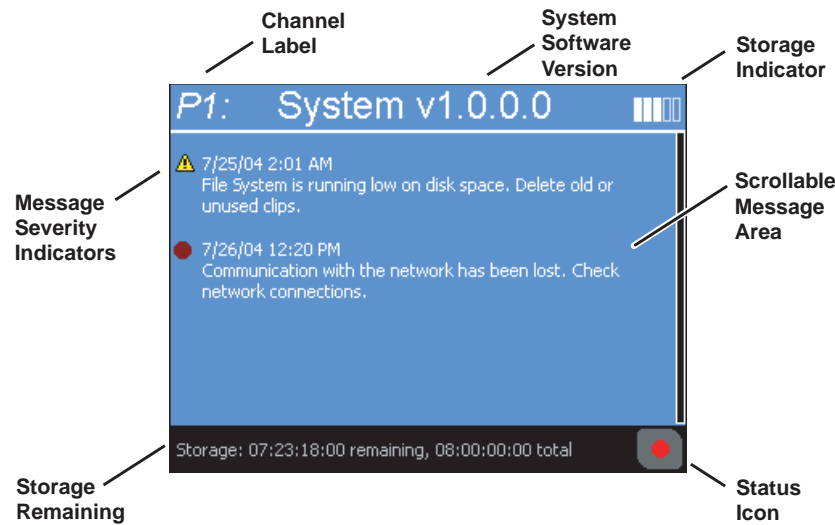 Channel
Label
System
Software
Version
Storage
Indicator
P1: System v1.0.0.0
7/25/04 2:01 AM
File System is running low on disk space. Delete old or
unused clips.
Message
Severity
Indicators
Scrollable
Message
Area
7/26/04 12:20 PM
Communication with the network has been lost. Check
network connections.
Storage: 07:23:18:00 remaining, 08:00:00:00 total
Storage
Remaining
Status
Icon